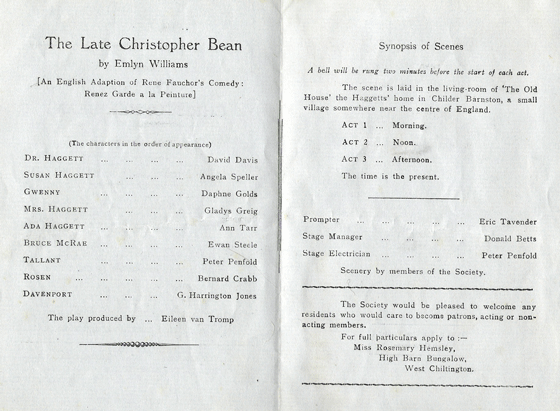 The Late Christopher Bean
by Emlyn Williams
[An English Adaption of Rene Fauchor's Comedy:
Renez Garde a la Peinture]
(The characters in the order of appearance)
Dr. Haggett ... ... ... ... David Davis
Susan Haggett ... ... ... Angela Speller
Gwenny ... ... ... ... Daphne Golds
Mrs. Haggett ... ... ... Gladys Greig
Ada Haggett ... ... ... ... Ann Tarr
Bruce McRae ... ... ... ... Ewan Steele
Tallant ... ... ... ... Peter Penfold
Rosen ... ... ... ... Bernard Crabb
Davenport ... ... ... G. Harrington Jones
The play produced by ... Eileen van Tromp
Synopsis of Scenes
A bell will be rung two minutes before the start of each act.
The scene is laid in the living-room of 'The Old
House' the Haggetts' home in Childer Barnston, a small
village somewhere near the centre of England.
Act 1 ... Morning.
Act 2 ... Noon.
Act 3 ... Afternoon.
The time is the present.
Prompter ... ... ... ... Eric Tavender
Stage Manager ... ... ... Donald Betts
Stage Electrician ... ... ... Peter Penfold
Scenery by members of the Society.
The Society would be pleased to welcome any
residents who would care to become patrons, acting or non-
acting members.
For full particulars apply to :—
Miss Rosemary Hemsley,
High Barn Bungalow,
West Chiltington.